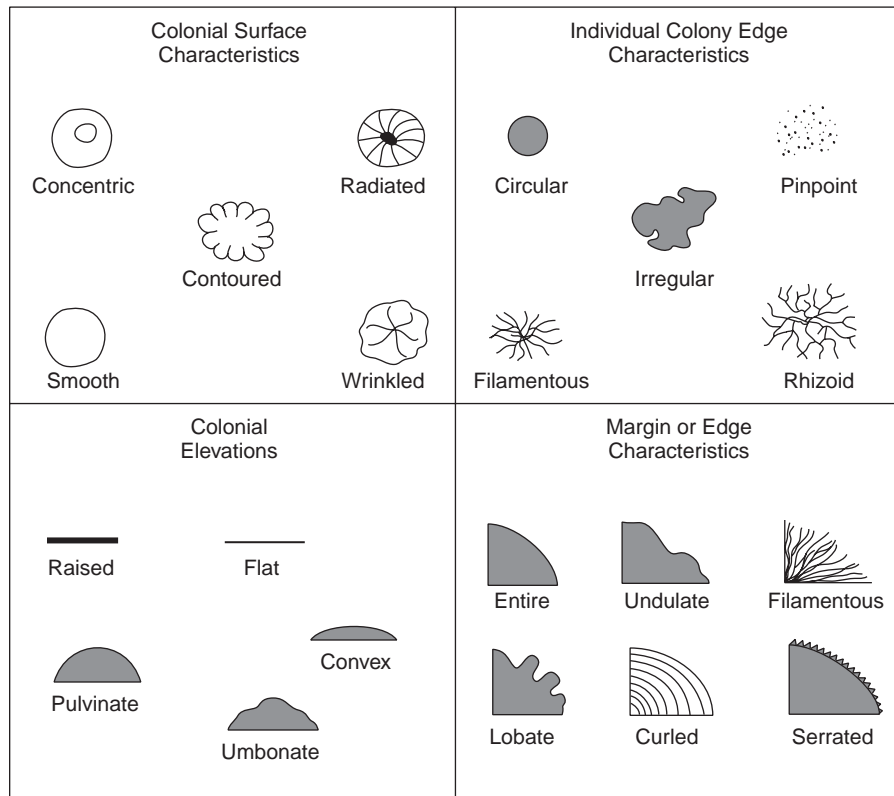 Colonial Surface
Characteristics
Concentric
Radiated
Contoured
Smooth
Wrinkled
Individual Colony Edge
Characteristics
Circular
Pinpoint
Irregular
Filamentous
Rhizoid
Colonial
Elevations
Raised
Flat
Convex
Pulvinate
Umbonate
Margin or Edge
Characteristics
Entire
Undulate
Filamentous
Lobate
Curled
Serrated